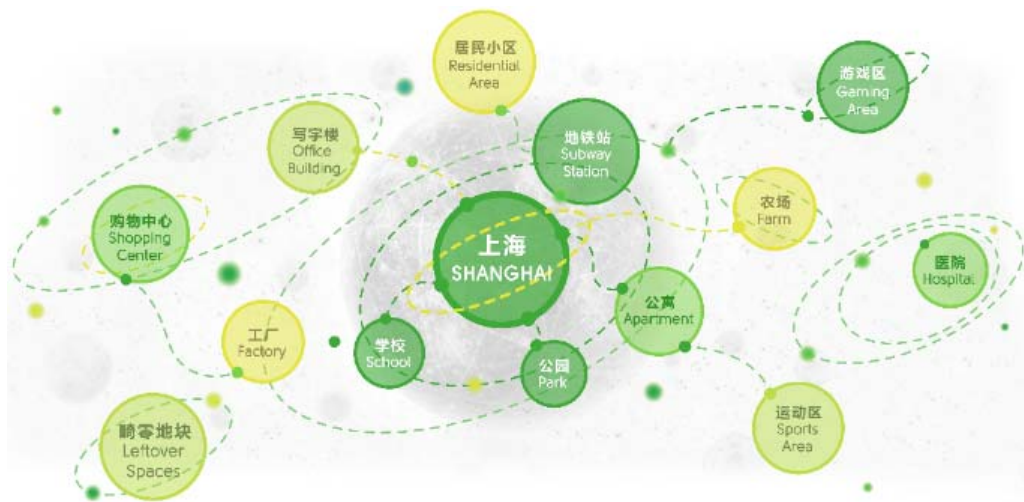 居民小区
Residential
Area
游戏区
Gaming
Area
写字楼
Office
Building
地铁站
Subway
Station
购物中心
Shopping
Center
农场
Farm
上海
SHANGHAI
医院
Hospital
公寓
Apartment
工厂
Factory
学校
School
公园
Park
畸零地块
Leftover
Spaces
运动区
Sports
Area